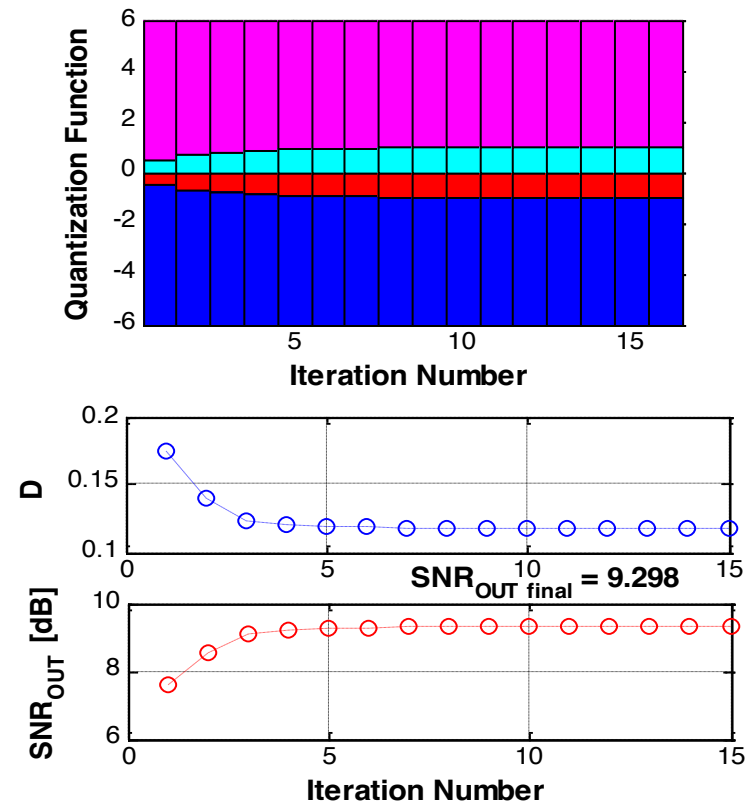 6
4
2
0
-2
-4
-6
Quantization Function
5 10 15
Iteration Number
0.2
0.15
0.1
D
0 5 10 15
SNR_OUT final = 9.298
10
8
6
SNR_OUT [dB]
0 5 10 15
Iteration Number